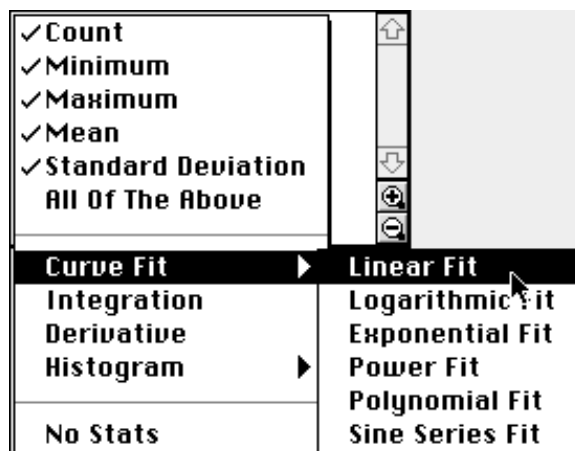 ✓Count
✓Minimum
✓Maximum
✓Mean
✓Standard Deviation
All Of The Above
Curve Fit
Integration
Derivative
Histogram
No Stats
Linear Fit
Logarithmic Fit
Exponential Fit
Power Fit
Polynomial Fit
Sine Series Fit